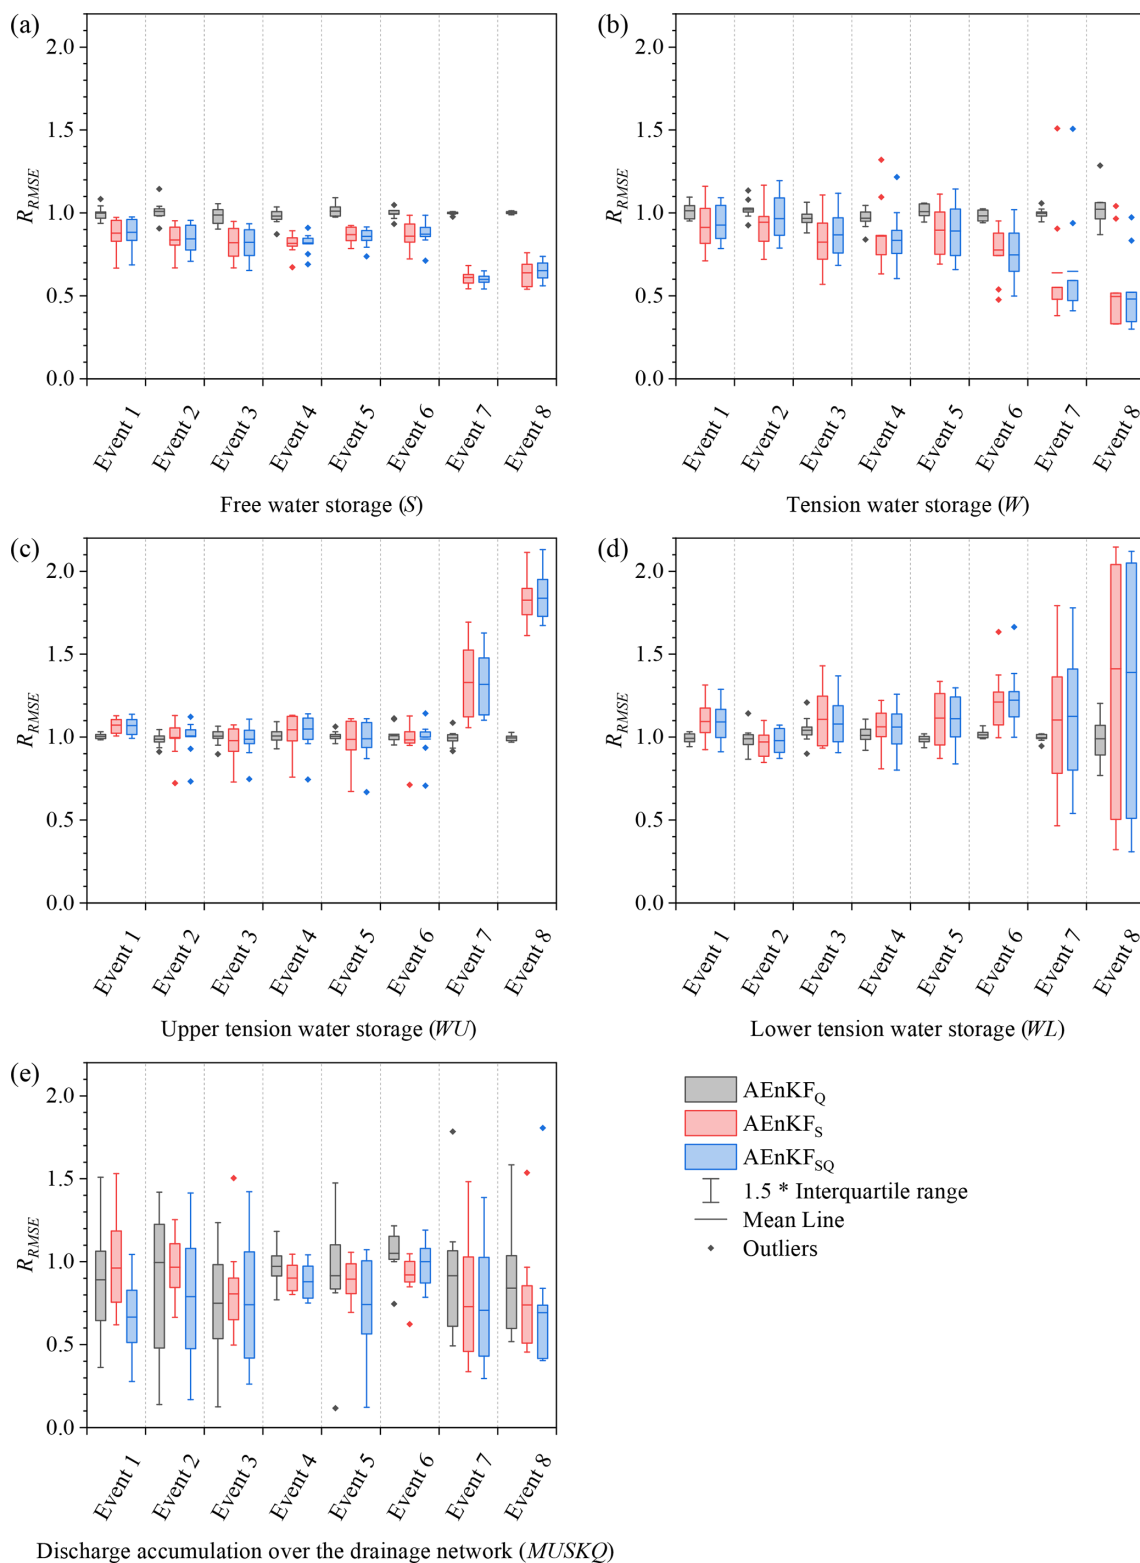 (a)
2.0
1.5
1.0
0.5
0.0
R_RMSE
Event 1
Event 2
Event 3
Event 4
Event 5
Event 6
Event 7
Event 8
Free water storage (S)
(b)
2.0
1.5
1.0
0.5
0.0
R_RMSE
Event 1
Event 2
Event 3
Event 4
Event 5
Event 6
Event 7
Event 8
Tension water storage (W)
(c)
2.0
1.5
1.0
0.5
0.0
R_RMSE
Event 1
Event 2
Event 3
Event 4
Event 5
Event 6
Event 7
Event 8
Upper tension water storage (WU)
(d)
2.0
1.5
1.0
0.5
0.0
R_RMSE
Event 1
Event 2
Event 3
Event 4
Event 5
Event 6
Event 7
Event 8
Lower tension water storage (WL)
(e)
2.0
1.5
1.0
0.5
0.0
R_RMSE
Event 1
Event 2
Event 3
Event 4
Event 5
Event 6
Event 7
Event 8
Discharge accumulation over the drainage network (MUSKQ)
AEnKF_Q
AEnKF_S
AEnKF_SQ
1.5 * Interquartile range
Mean Line
Outliers